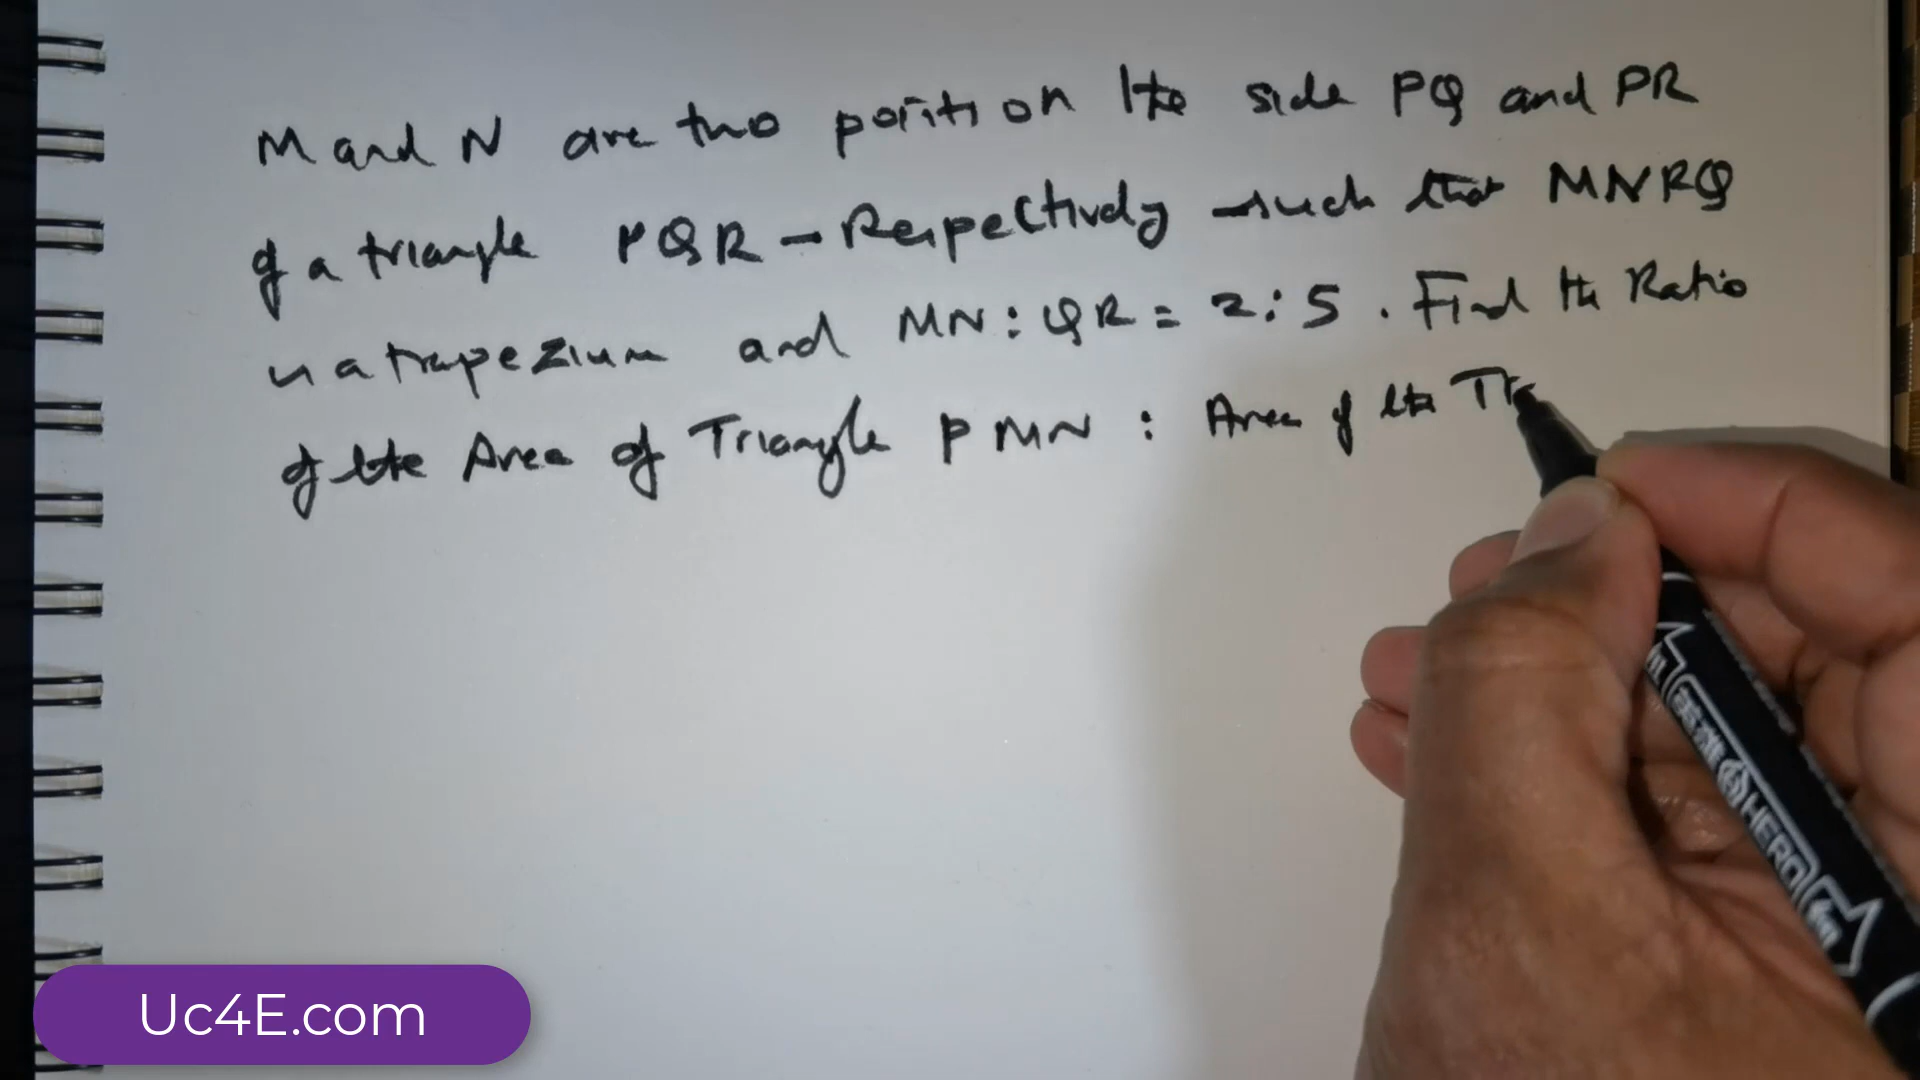 M and N are two point on the side PQ and PR
of a triangle PQR - Respectively such that MNRQ
is a trapezium and MN : QR = 2 : 5 . Find the Ratio
of the Area of Triangle PMN : Area of the Tr
HERO
Uc4E.com